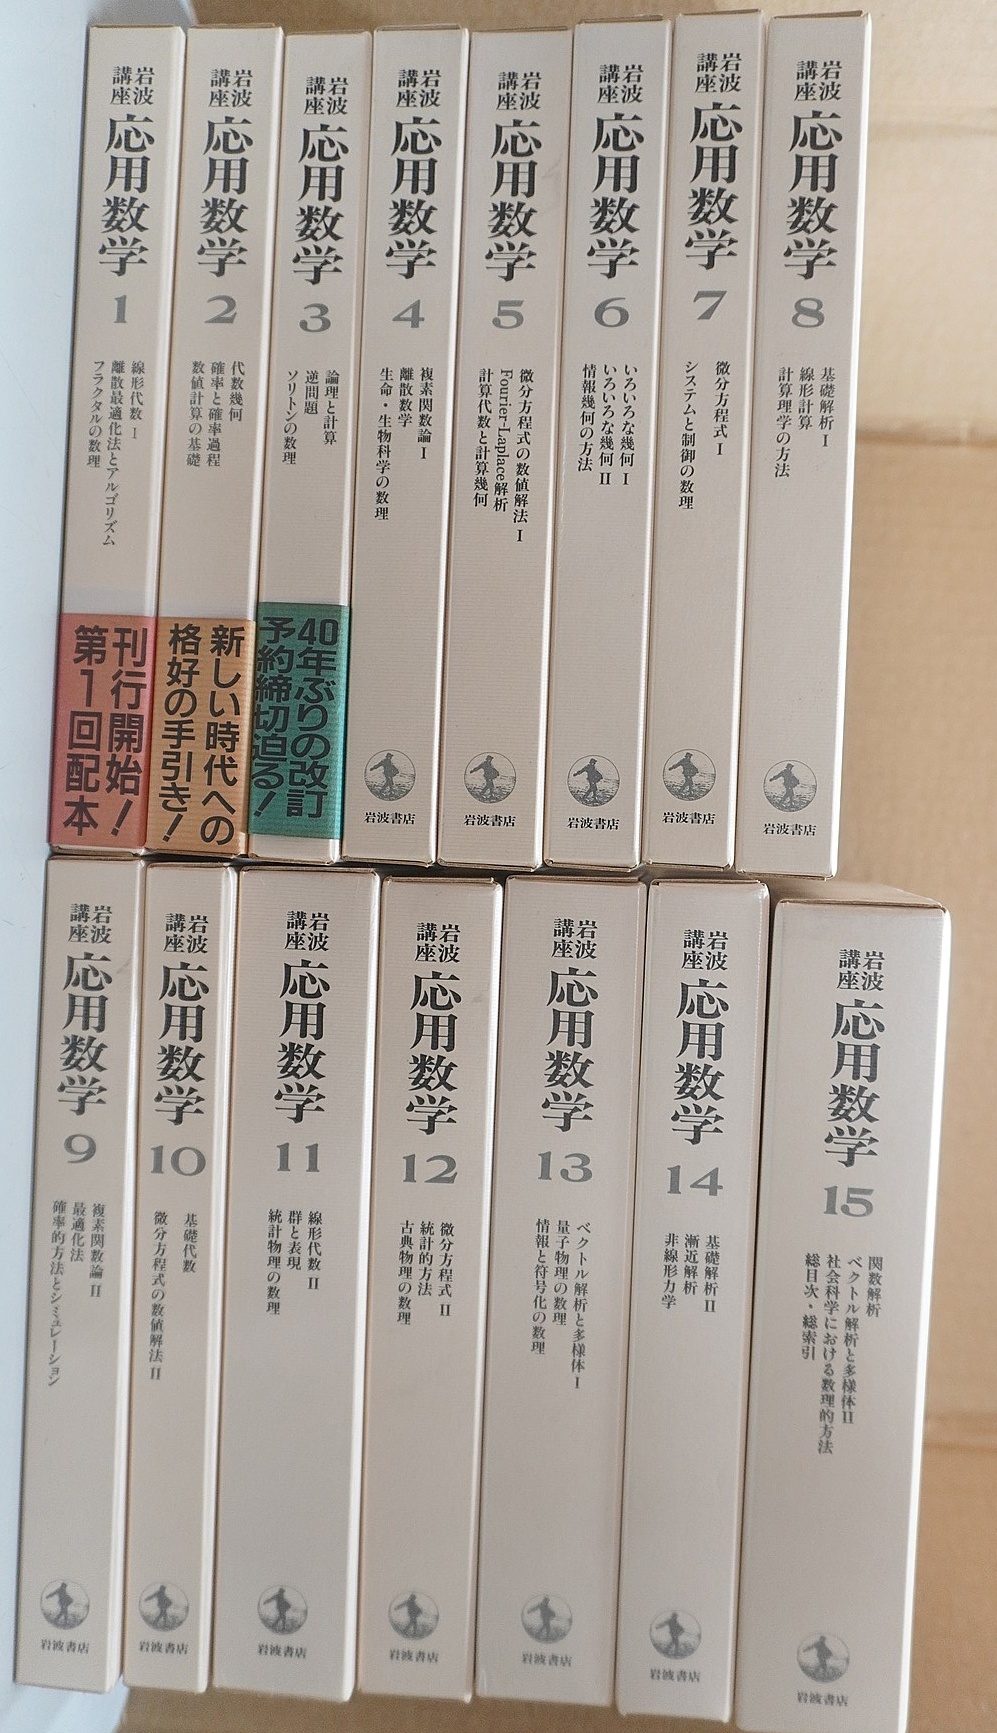 岩波
講座
応用数学
1
線形代数 I
離散最適化法とアルゴリズム
フラクタルの数理
刊行開始!
第1回配本
岩波
講座
応用数学
2
代数幾何
確率と確率過程
数値計算の基礎
新しい時代への
格好の手引き!
岩波
講座
応用数学
3
論理と計算
逆問題
ソリトンの数理
40年ぶりの改訂
予約締切迫る!
岩波
講座
応用数学
4
複素関数論 I
離散数学
生命・生物科学の数理
岩波書店
岩波
講座
応用数学
5
微分方程式の数値解法 I
Fourier-Laplace解析
計算代数と計算幾何
岩波書店
岩波
講座
応用数学
6
いろいろな幾何 I
いろいろな幾何 II
情報幾何の方法
岩波書店
岩波
講座
応用数学
7
微分方程式 I
システムと制御の数理
岩波書店
岩波
講座
応用数学
8
基礎解析 I
線形計算
計算理学の方法
岩波書店
岩波
講座
応用数学
9
複素関数論 II
最適化法
確率的方法とシミュレーション
岩波書店
岩波
講座
応用数学
10
基礎代数
微分方程式の数値解法 II
岩波書店
岩波
講座
応用数学
11
線形代数 II
群と表現
統計物理の数理
岩波書店
岩波
講座
応用数学
12
微分方程式 II
統計的方法
古典物理の数理
岩波書店
岩波
講座
応用数学
13
ベクトル解析と多様体 I
量子物理の数理
情報と符号化の数理
岩波書店
岩波
講座
応用数学
14
基礎解析 II
漸近解析
非線形力学
岩波書店
岩波
講座
応用数学
15
関数解析
ベクトル解析と多様体 II
社会科学における数理的方法
総目次・総索引
岩波書店